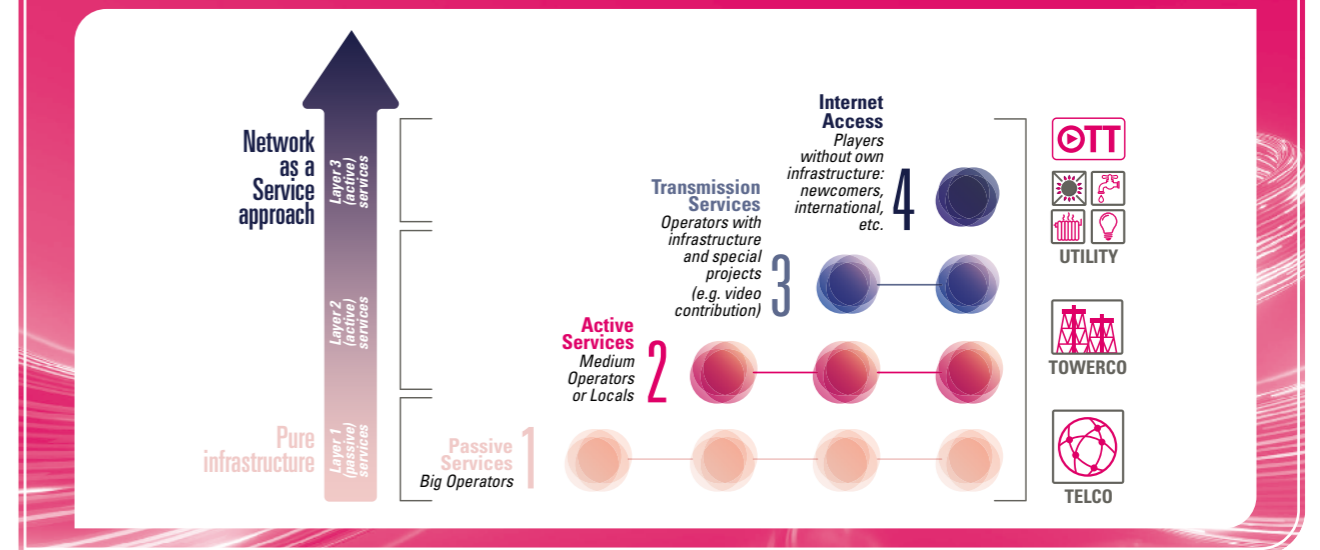 Network
as a
Service
approach
Layer 3
(active)
services
Layer 2
(active)
services
Pure
infrastructure
Layer 1
(passive)
services
Internet
Access
Players
without own
infrastructure:
newcomers,
international,
etc.
4
Transmission
Services
Operators with
infrastructure
and special
projects
(e.g. video
contribution)
3
Active
Services
Medium
Operators
or Locals
2
Passive
Services
Big Operators
1
OTT
UTILITY
TOWERCO
TELCO